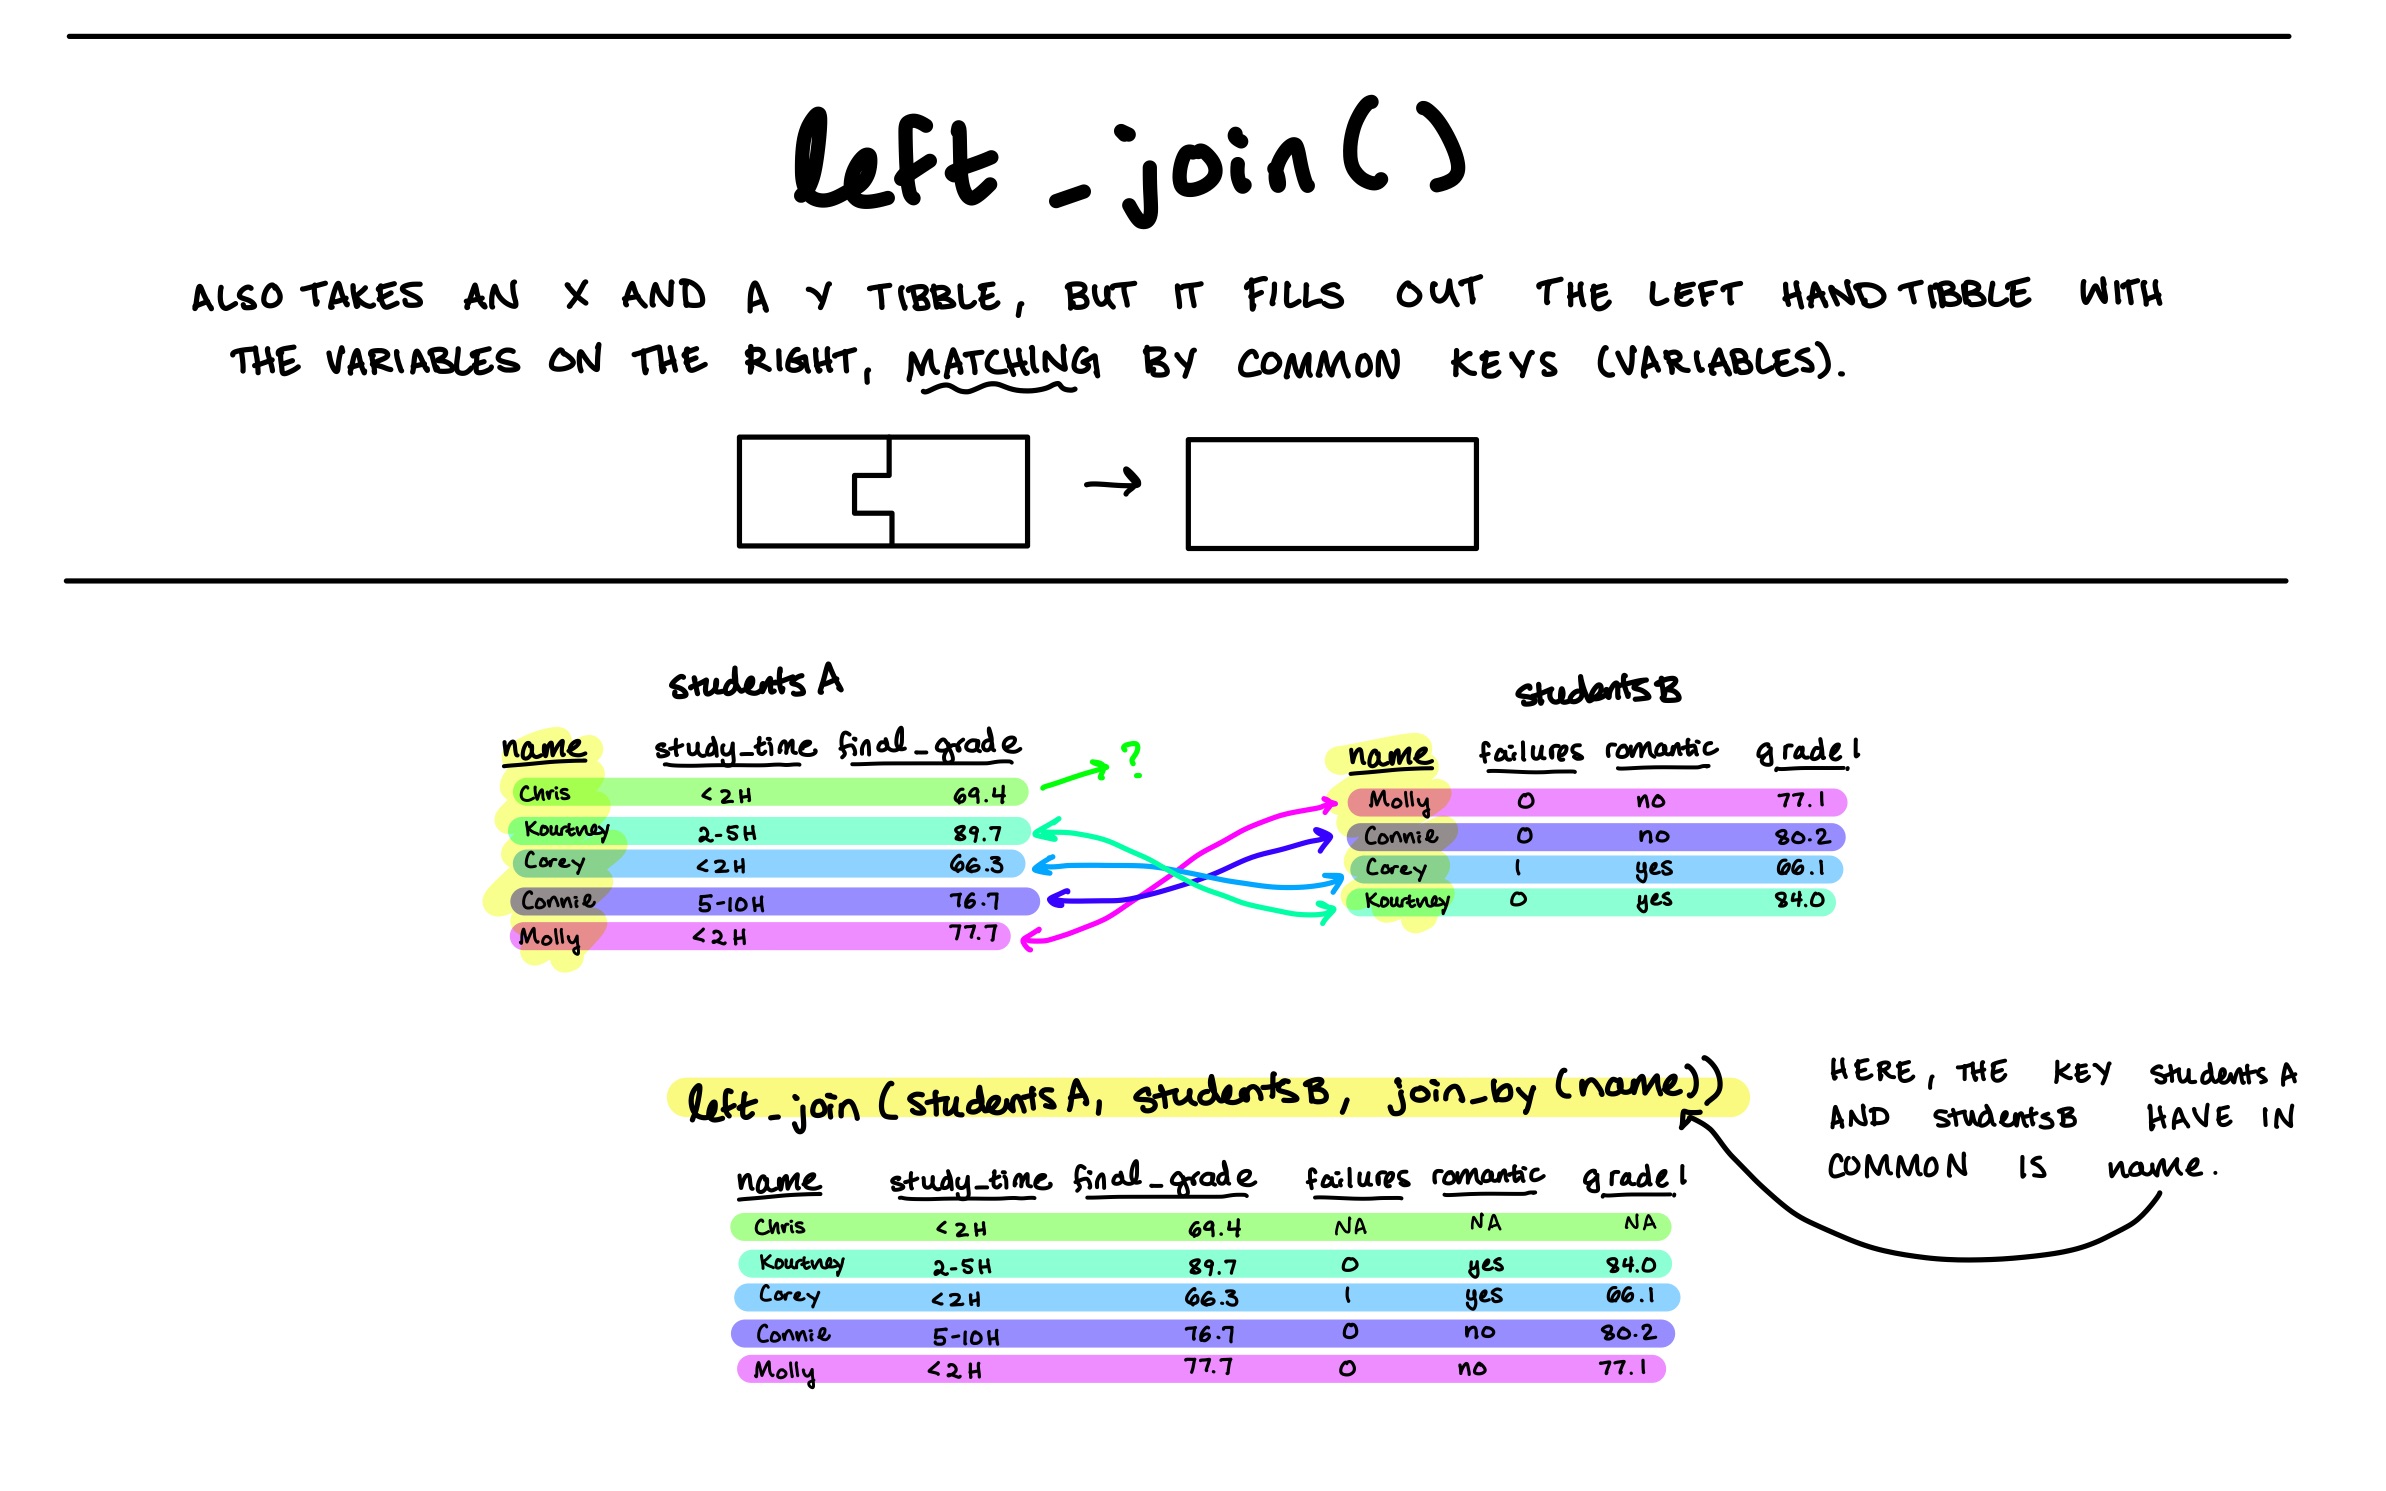 left_join()
ALSO TAKES AN X AND A Y TIBBLE, BUT IT FILLS OUT THE LEFT HAND TIBBLE WITH
THE VARIABLES ON THE RIGHT, MATCHING BY COMMON KEYS (VARIABLES).
studentsA
name study_time final_grade
Chris <2H 69.4
Kourtney 2-5H 89.7
Corey <2H 66.3
Connie 5-10H 76.7
Molly <2H 77.7
?
studentsB
name failures romantic grade1
Molly 0 no 77.1
Connie 0 no 80.2
Corey 1 yes 66.1
Kourtney 0 yes 84.0
left_join(studentsA, studentsB, join_by(name))
HERE, THE KEY studentsA
AND studentsB HAVE IN
COMMON IS name.
name study_time final_grade failures romantic grade1
Chris <2H 69.4 NA NA NA
Kourtney 2-5H 89.7 0 yes 84.0
Corey <2H 66.3 1 yes 66.1
Connie 5-10H 76.7 0 no 80.2
Molly <2H 77.7 0 no 77.1